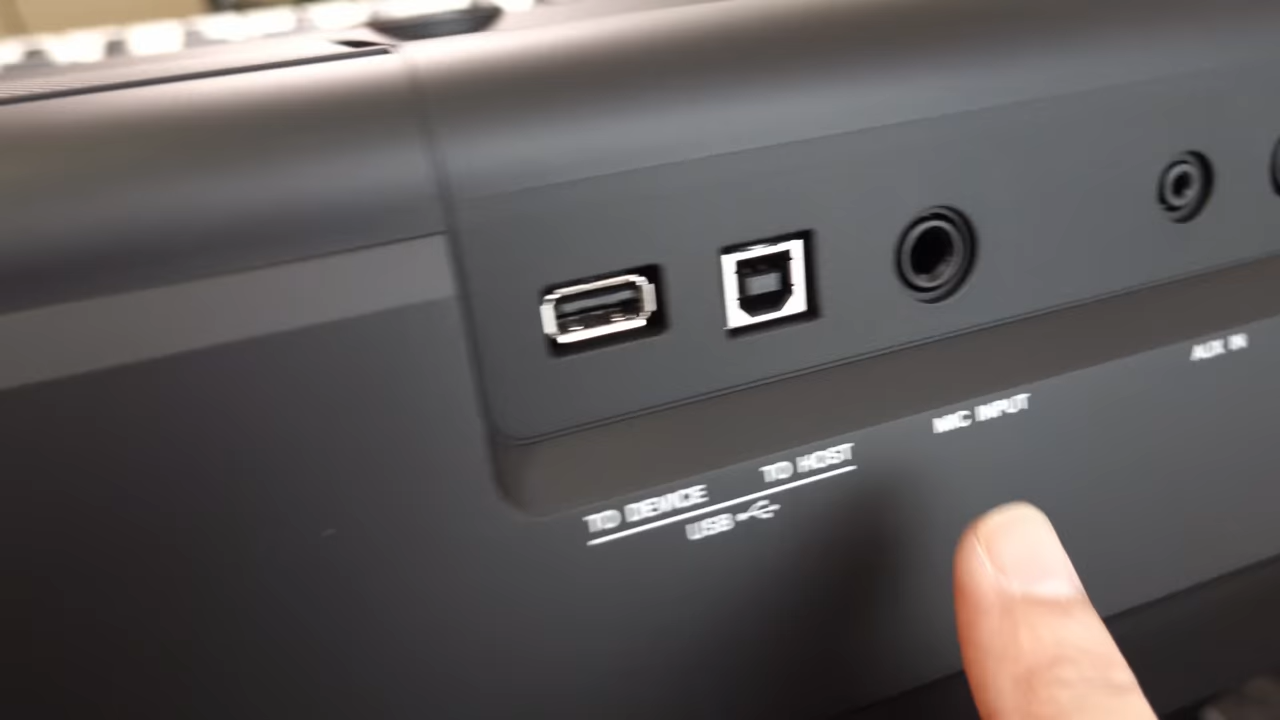 TO DEVICE
TO HOST
USB
MIC INPUT
AUX IN